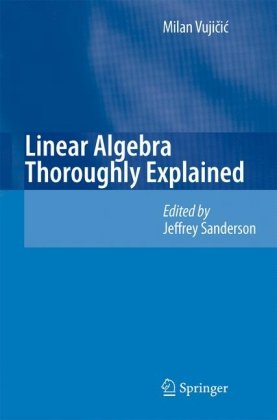 Milan Vujičić
Linear Algebra
Thoroughly Explained
Edited by
Jeffrey Sanderson
Springer